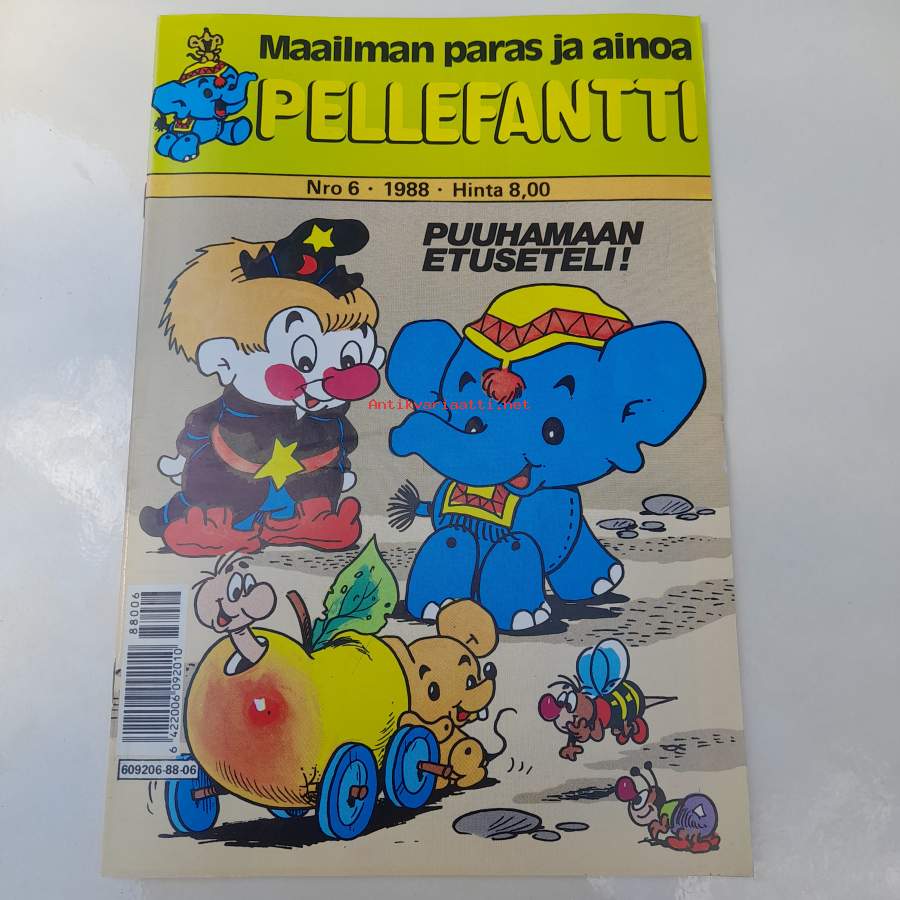 Maailman paras ja ainoa
PELLEFANTTI
Nro 6 · 1988 · Hinta 8,00
PUUHAMAAN
ETUSETELI!
Antikvariaatti.net
88006
6 422006 092010
609206-88-06